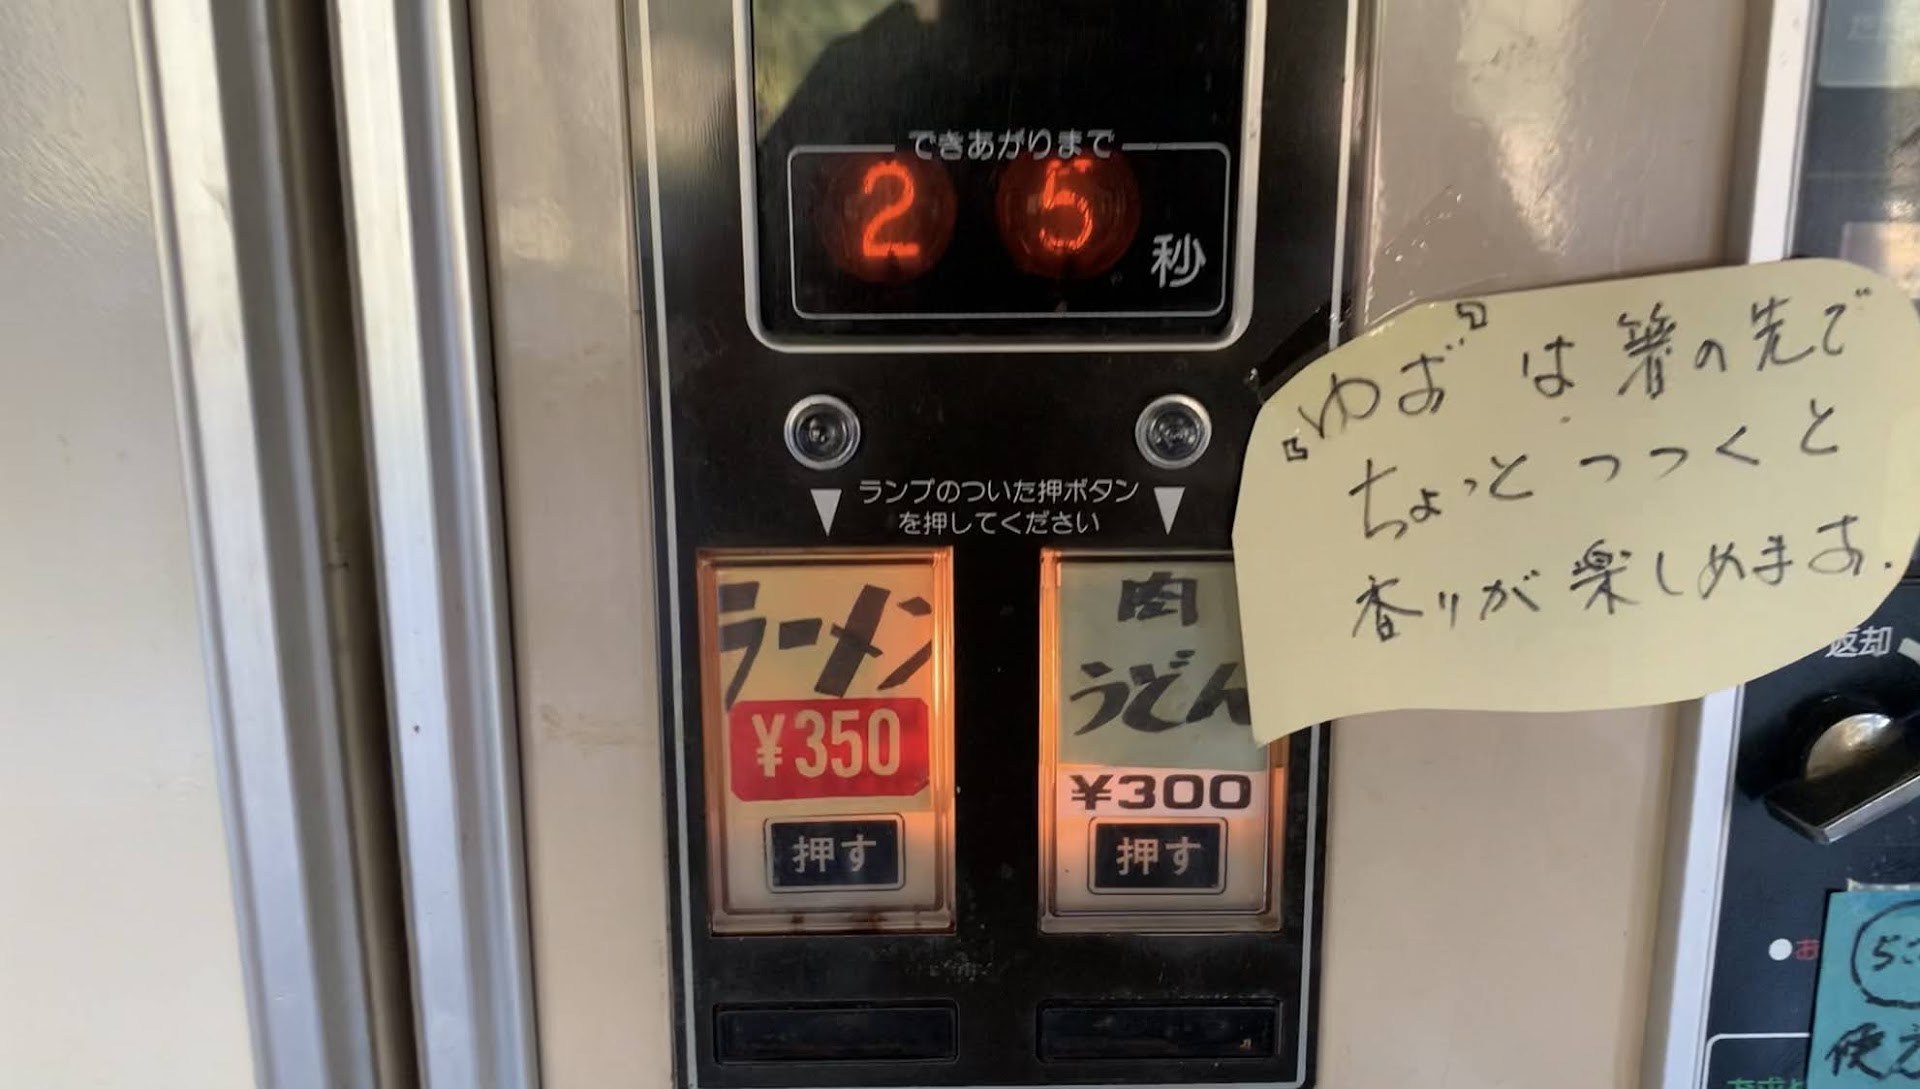 できあがりまで
25
秒
ランプのついた押ボタン
を押してください
ラーメン
¥350
押す
肉
うどん
¥300
押す
『ゆず』は箸の先で
ちょっとつつくと
香りが楽しめます.
返却
お
使え